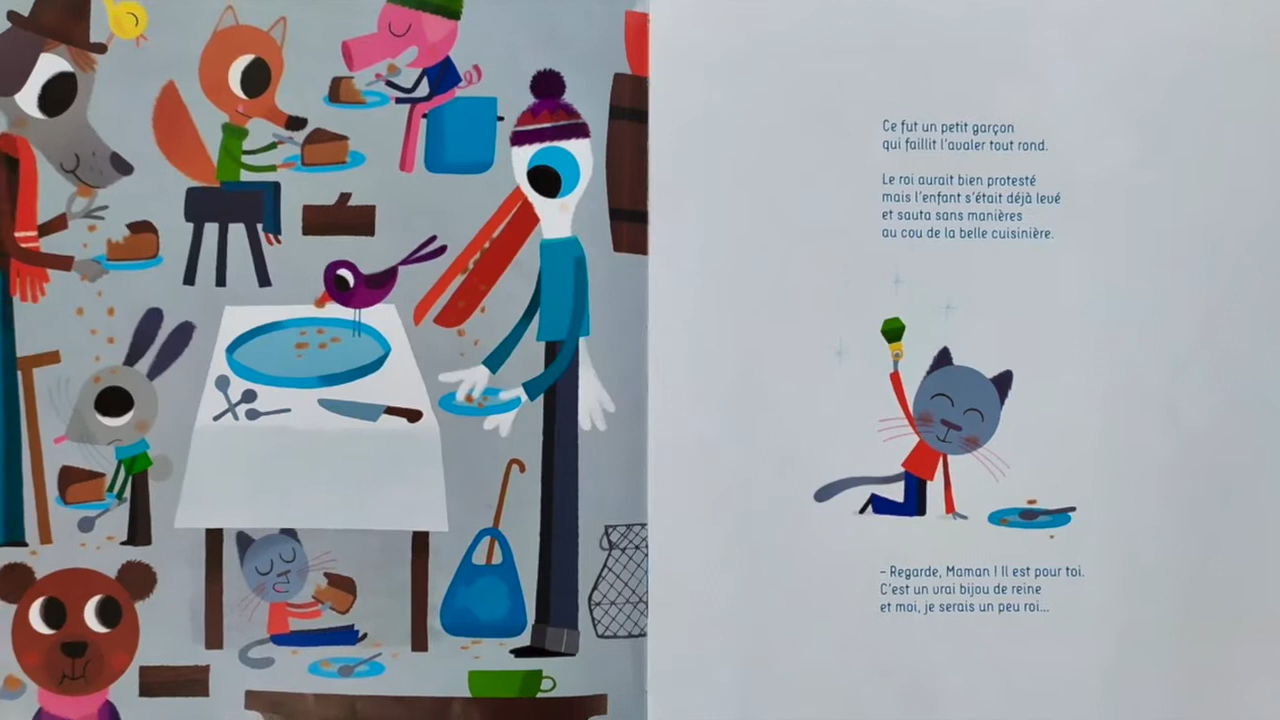 Ce fut un petit garçon
qui faillit l'avaler tout rond.
Le roi aurait bien protesté
mais l'enfant s'était déjà levé
et sauta sans manières
au cou de la belle cuisinière.
– Regarde, Maman ! Il est pour toi.
C'est un vrai bijou de reine
et moi, je serais un peu roi...